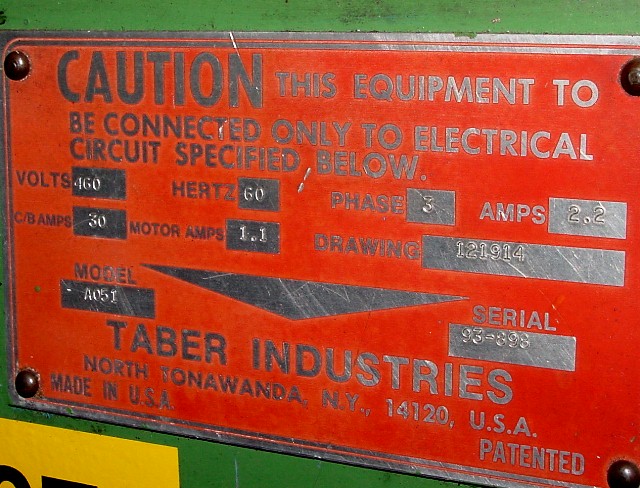 CAUTION THIS EQUIPMENT TO
BE CONNECTED ONLY TO ELECTRICAL
CIRCUIT SPECIFIED BELOW.
VOLTS 460 HERTZ 60 PHASE 3 AMPS 2.2
C/B AMPS 30 MOTOR AMPS 1.1 DRAWING 121914
MODEL
A051
SERIAL
93-898
TABER INDUSTRIES
NORTH TONAWANDA, N.Y., 14120, U.S.A.
MADE IN U.S.A.
PATENTED